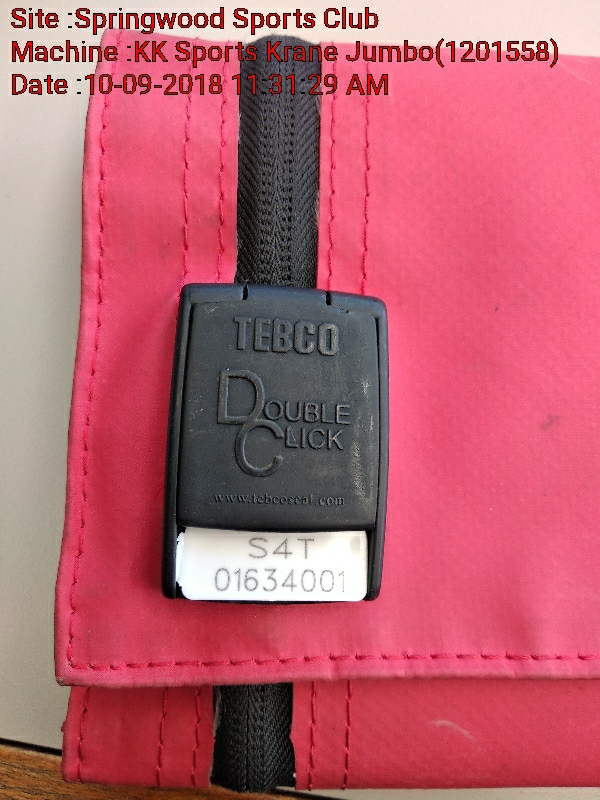 Site :Springwood Sports Club
Machine :KK Sports Krane Jumbo(1201558)
Date :10-09-2018 11:31:29 AM
TEBCO
DOUBLE
CLICK
www.tebcoseal.com
S4T
01634001